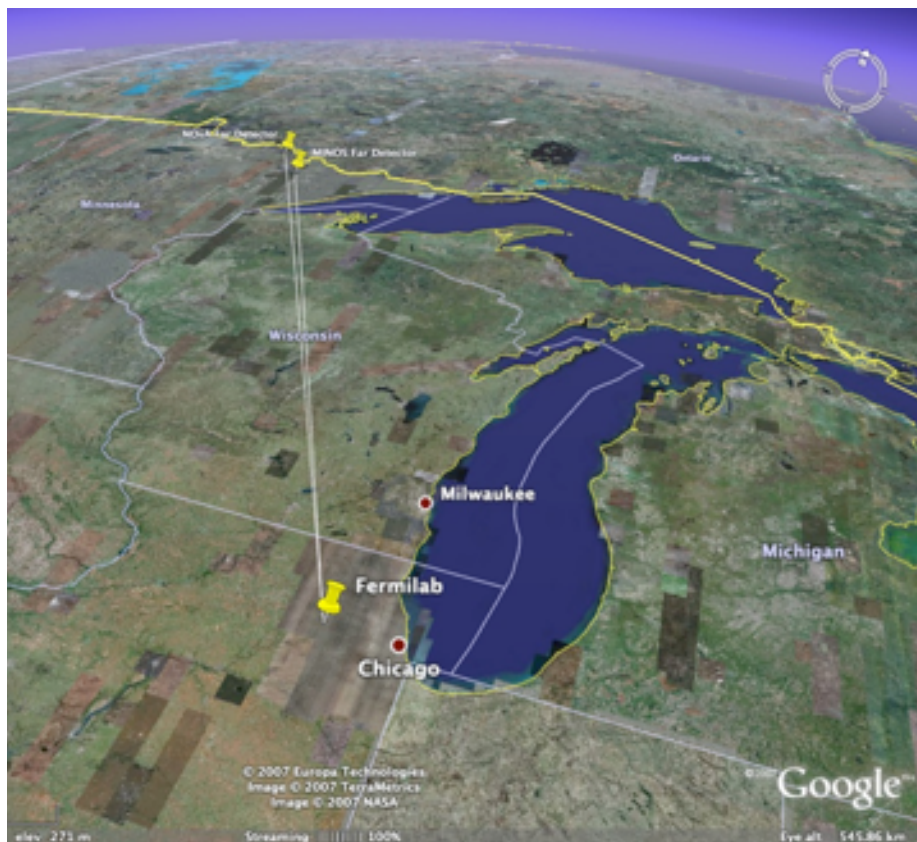 NOvA Far Detector
MINOS Far Detector
Ontario
Minnesota
Wisconsin
Milwaukee
Michigan
Fermilab
Chicago
© 2007 Europa Technologies
Image © 2007 TerraMetrics
Image © 2007 NASA
©2007
Google
elev 271 m
Streaming 100%
Eye alt 545.86 km